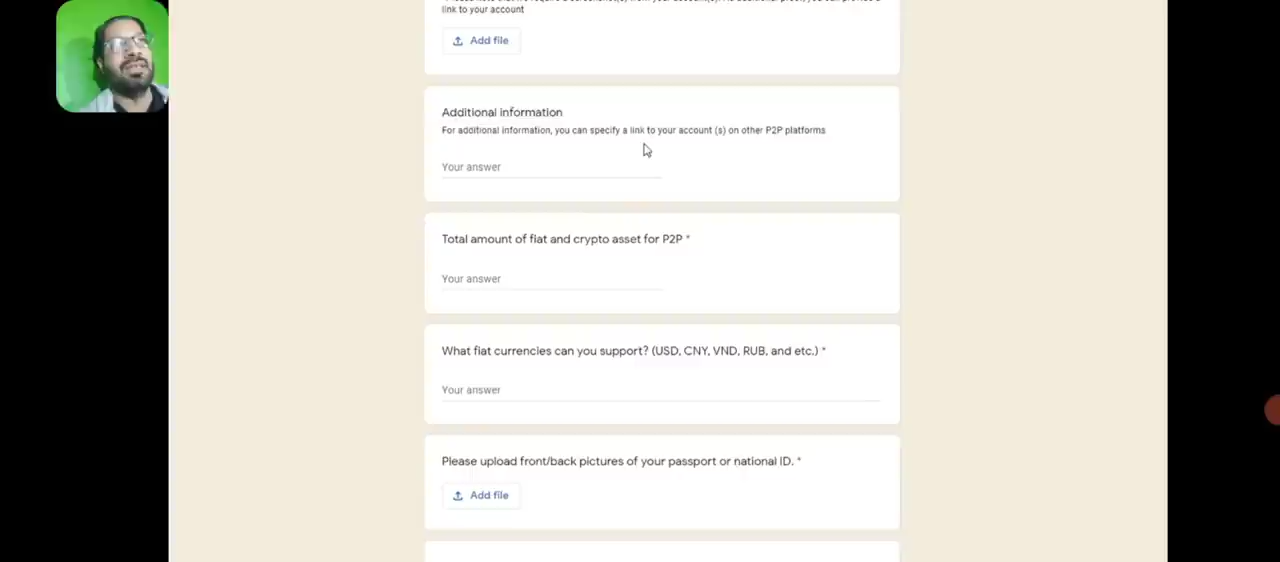 link to your account
Add file
Additional information
For additional information, you can specify a link to your account (s) on other P2P platforms
Your answer
Total amount of fiat and crypto asset for P2P *
Your answer
What fiat currencies can you support? (USD, CNY, VND, RUB, and etc.) *
Your answer
Please upload front/back pictures of your passport or national ID. *
Add file